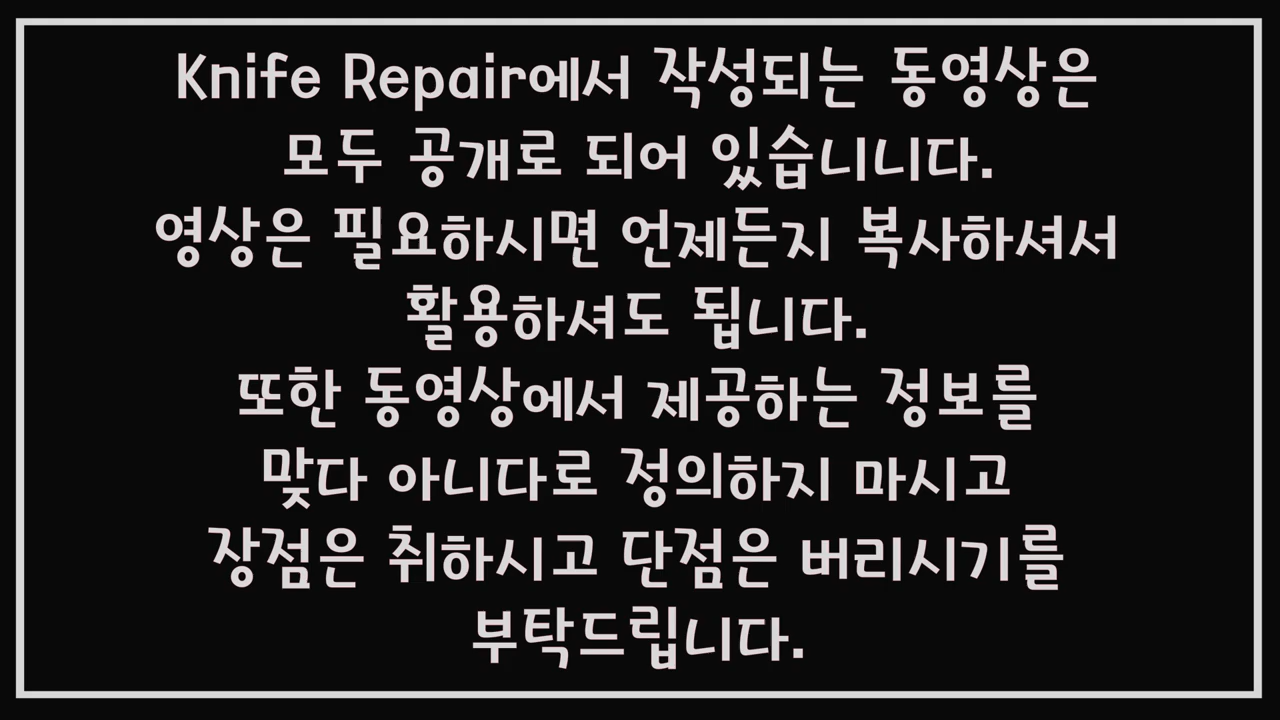 Knife Repair에서 작성되는 동영상은
모두 공개로 되어 있습니니다.
영상은 필요하시면 언제든지 복사하셔서
활용하셔도 됩니다.
또한 동영상에서 제공하는 정보를
맞다 아니다로 정의하지 마시고
장점은 취하시고 단점은 버리시기를
부탁드립니다.